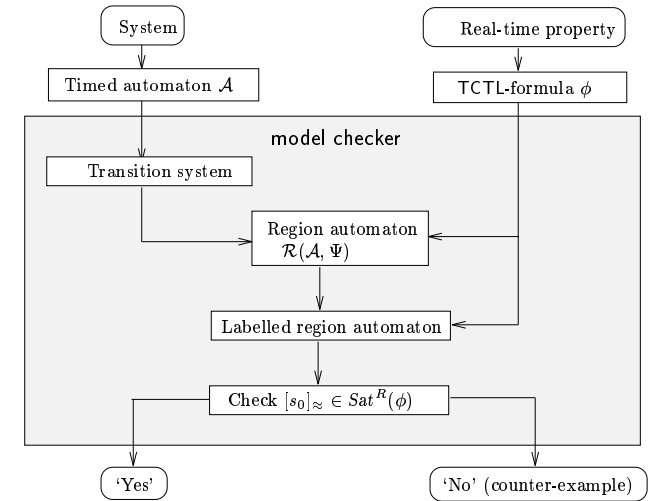 System
Real-time property
Timed automaton 𝒜
TCTL-formula ϕ
model checker
Transition system
Region automaton
ℛ(𝒜, Ψ)
Labelled region automaton
Check [s₀]≈ ∈ Satᴿ(ϕ)
‘Yes’
‘No’ (counter-example)